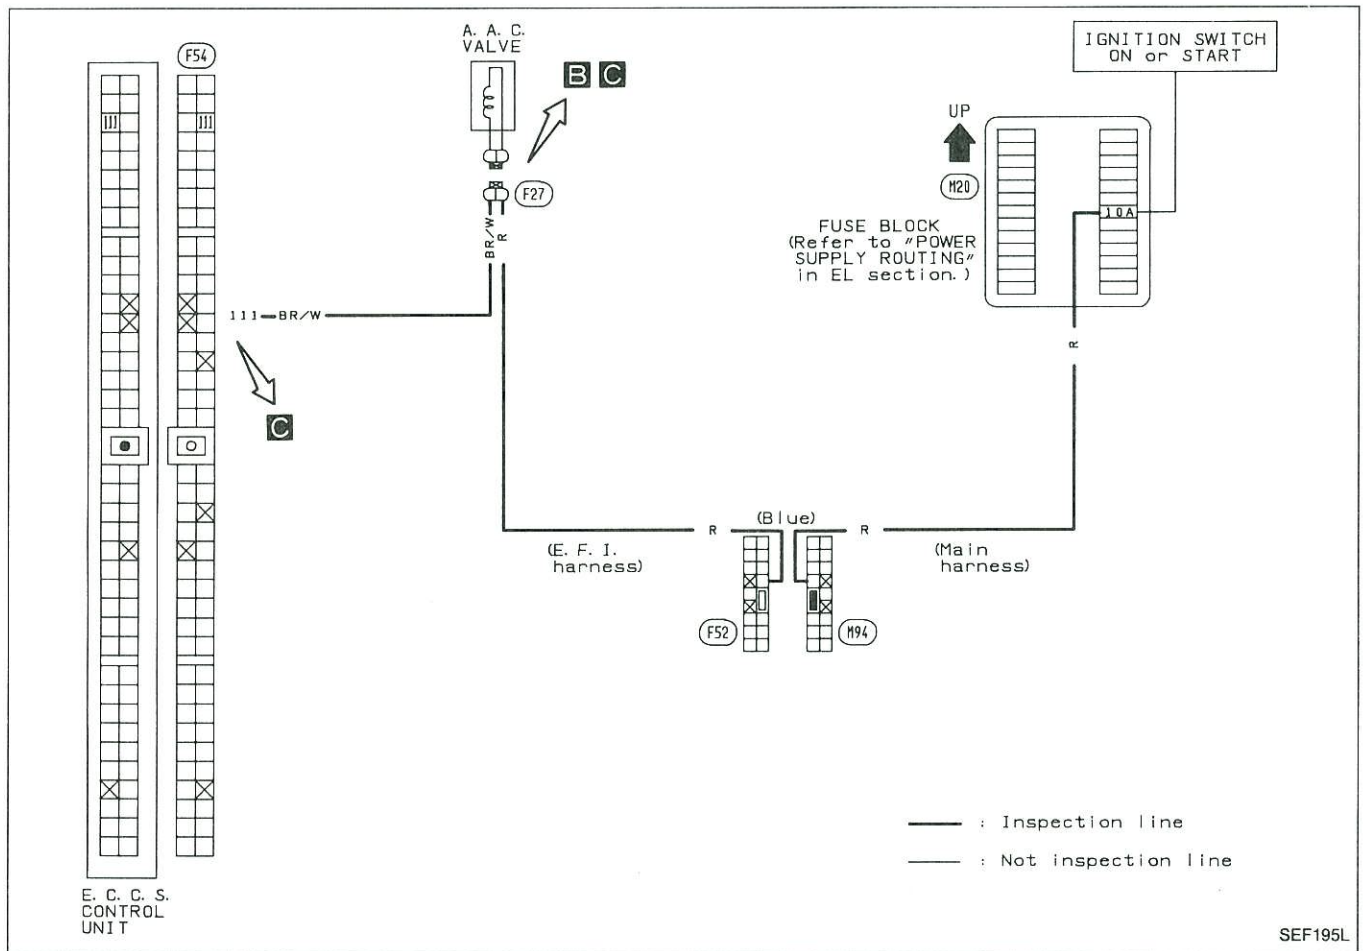 F54
A. A. C.
VALVE
B C
IGNITION SWITCH
ON or START
UP
M20
10A
FUSE BLOCK
(Refer to "POWER
SUPPLY ROUTING"
in EL section.)
111
111
F27
BR/W
R
111
BR/W
C
R
R
(Blue)
R
(E. F. I.
harness)
(Main
harness)
F52
M94
: Inspection line
: Not inspection line
E. C. C. S.
CONTROL
UNIT
SEF195L